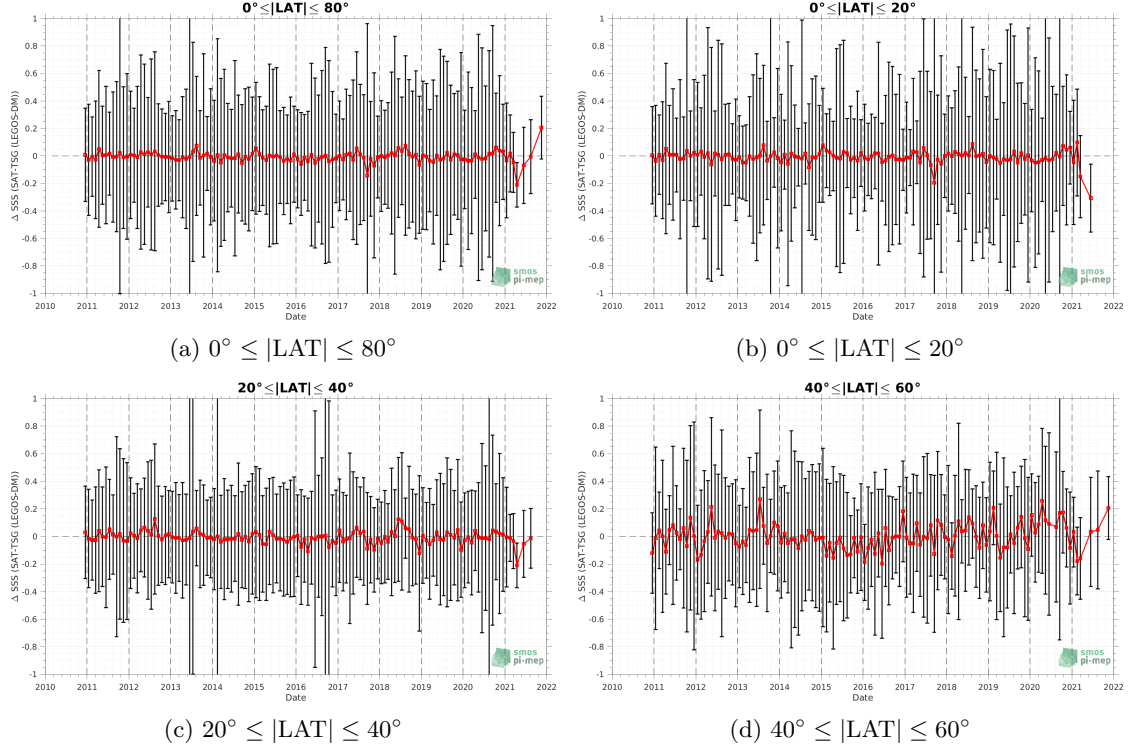 0°≤|LAT|≤ 80°
Δ SSS (SAT-TSG (LEGOS-DM))
1
0.8
0.6
0.4
0.2
0
-0.2
-0.4
-0.6
-0.8
-1
2010 2011 2012 2013 2014 2015 2016 2017 2018 2019 2020 2021 2022
Date
smos
pi-mep
(a) 0° ≤ |LAT| ≤ 80°
0°≤|LAT|≤ 20°
Δ SSS (SAT-TSG (LEGOS-DM))
1
0.8
0.6
0.4
0.2
0
-0.2
-0.4
-0.6
-0.8
-1
2010 2011 2012 2013 2014 2015 2016 2017 2018 2019 2020 2021 2022
Date
smos
pi-mep
(b) 0° ≤ |LAT| ≤ 20°
20°≤|LAT|≤ 40°
Δ SSS (SAT-TSG (LEGOS-DM))
1
0.8
0.6
0.4
0.2
0
-0.2
-0.4
-0.6
-0.8
-1
2010 2011 2012 2013 2014 2015 2016 2017 2018 2019 2020 2021 2022
Date
smos
pi-mep
(c) 20° ≤ |LAT| ≤ 40°
40°≤|LAT|≤ 60°
Δ SSS (SAT-TSG (LEGOS-DM))
1
0.8
0.6
0.4
0.2
0
-0.2
-0.4
-0.6
-0.8
-1
2010 2011 2012 2013 2014 2015 2016 2017 2018 2019 2020 2021 2022
Date
smos
pi-mep
(d) 40° ≤ |LAT| ≤ 60°